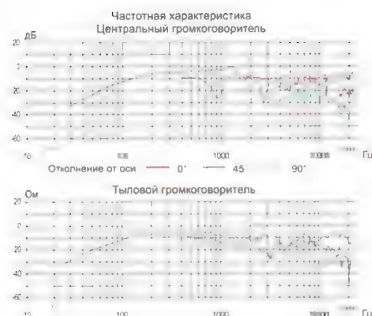 Частотная характеристика
Центральный громкоговоритель
дБ
20
0
-20
-40
-60
10 100 1000 10000 Гц
Отклонение от оси 0° 45 90°
Тыловой громкоговоритель
Ом
20
0
-20
-40
-60
10 100 1000 10000 Гц